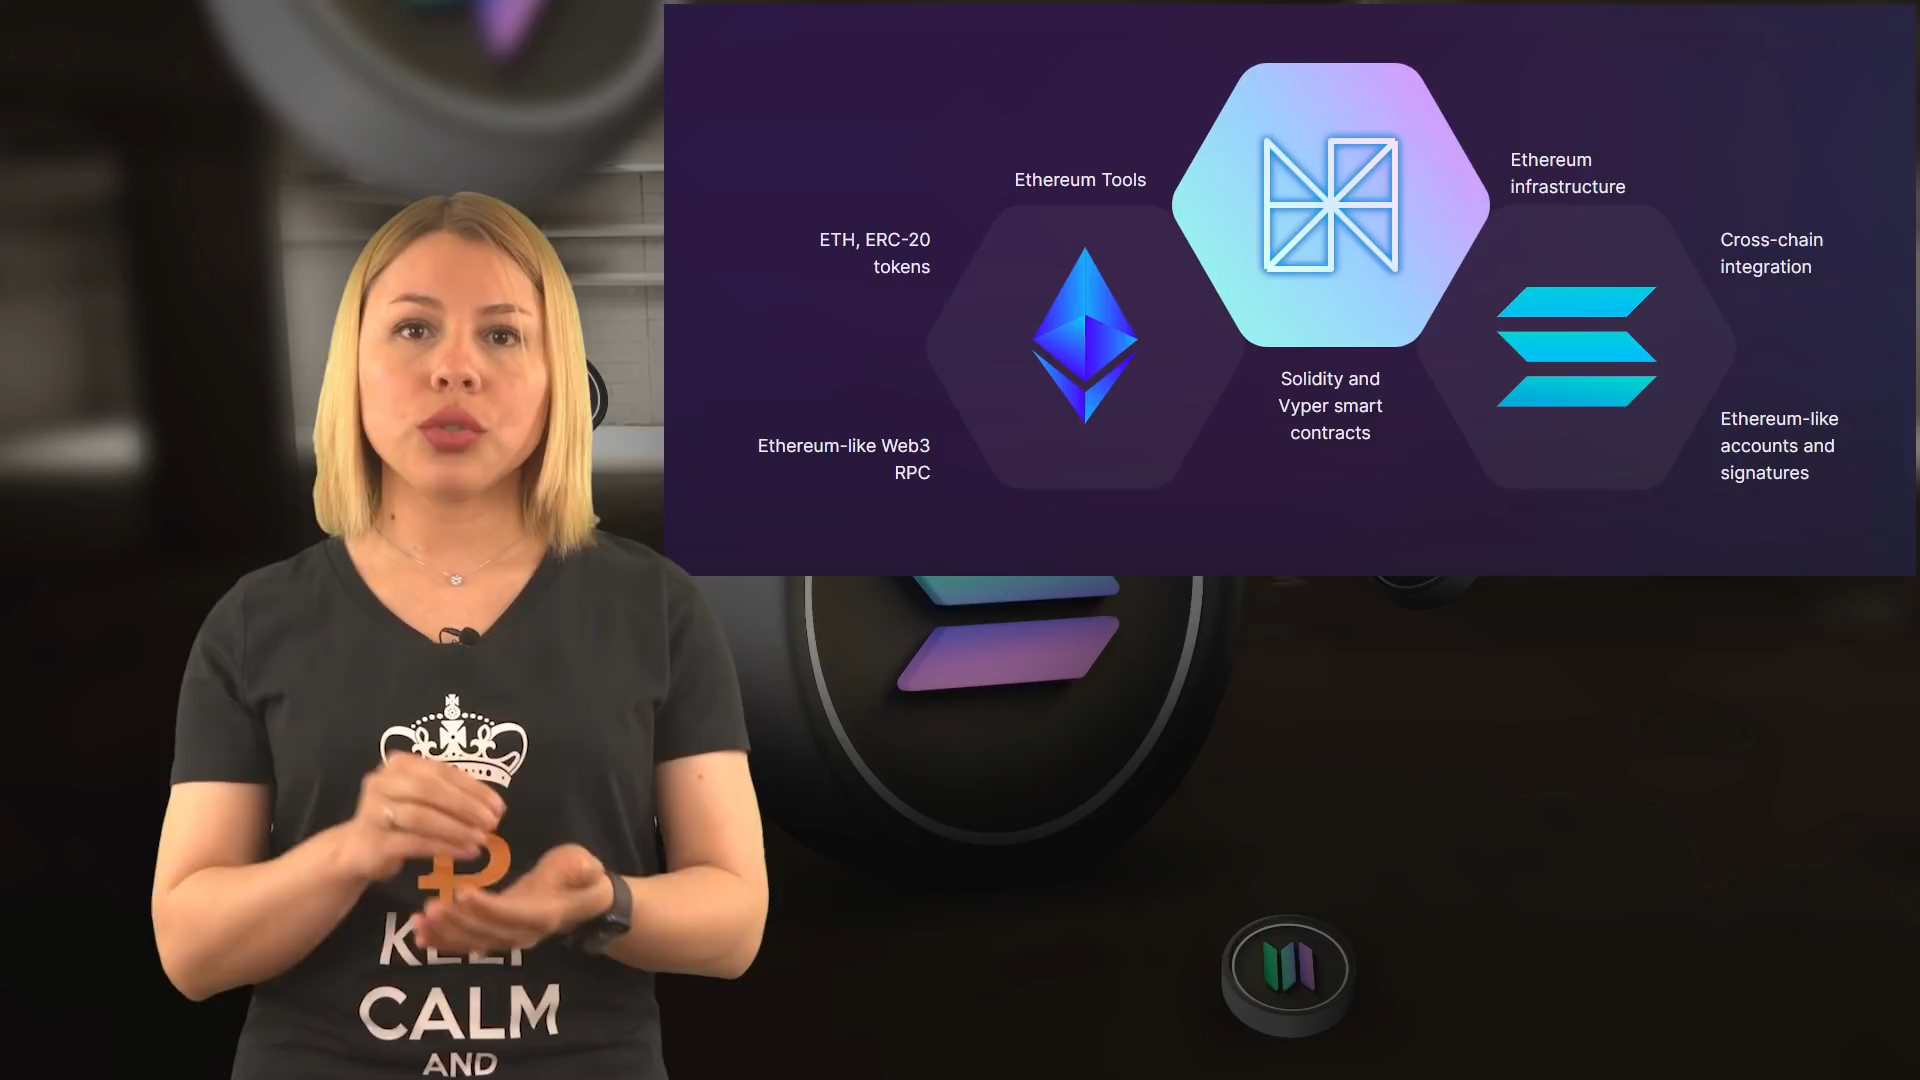 Ethereum Tools
ETH, ERC-20
tokens
Ethereum-like Web3
RPC
Solidity and
Vyper smart
contracts
Ethereum
infrastructure
Cross-chain
integration
Ethereum-like
accounts and
signatures
KEEP
CALM
AND